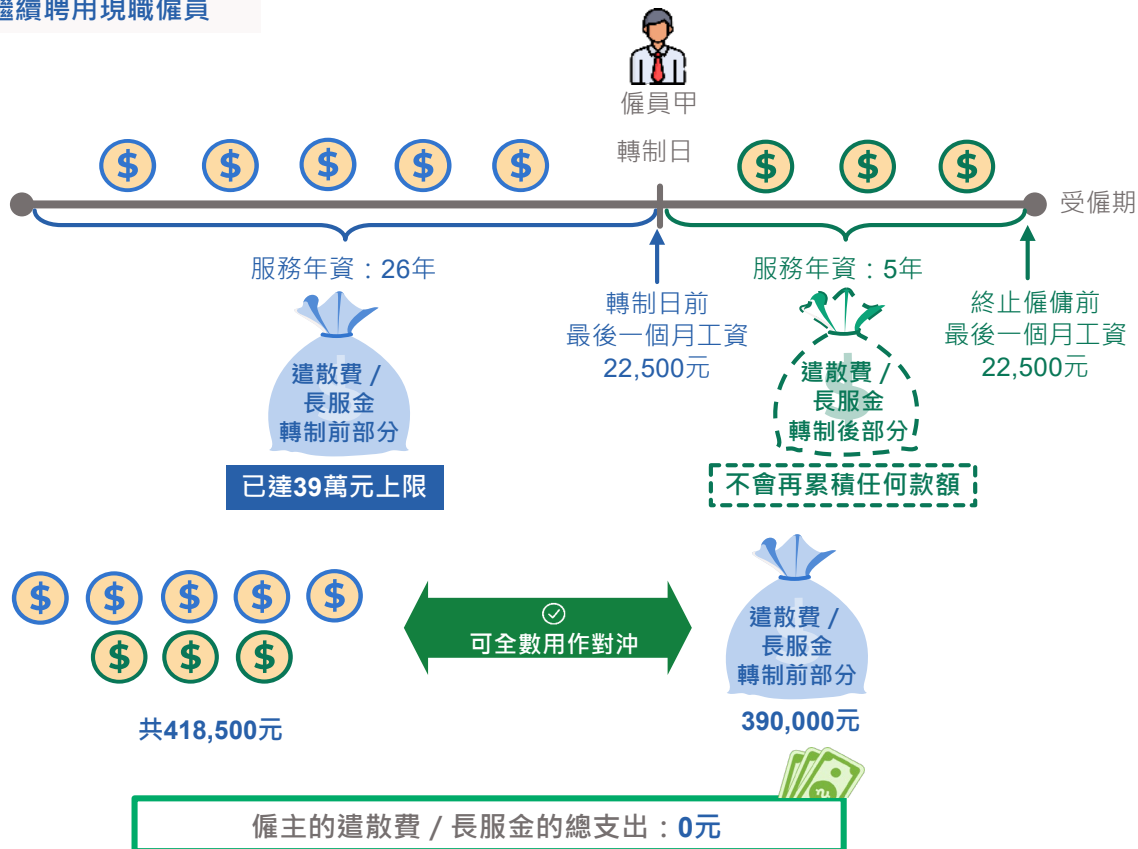 繼續聘用現職僱員
僱員甲
轉制日
$ $ $ $ $
$ $ $
受僱期
服務年資：26年
服務年資：5年
轉制日前
最後一個月工資
22,500元
終止僱傭前
最後一個月工資
22,500元
遣散費 /
長服金
轉制前部分
遣散費 /
長服金
轉制後部分
已達39萬元上限
不會再累積任何款額
$ $ $ $ $
$ $ $
可全數用作對沖
遣散費 /
長服金
轉制前部分
共418,500元
390,000元
僱主的遣散費 / 長服金的總支出：0元